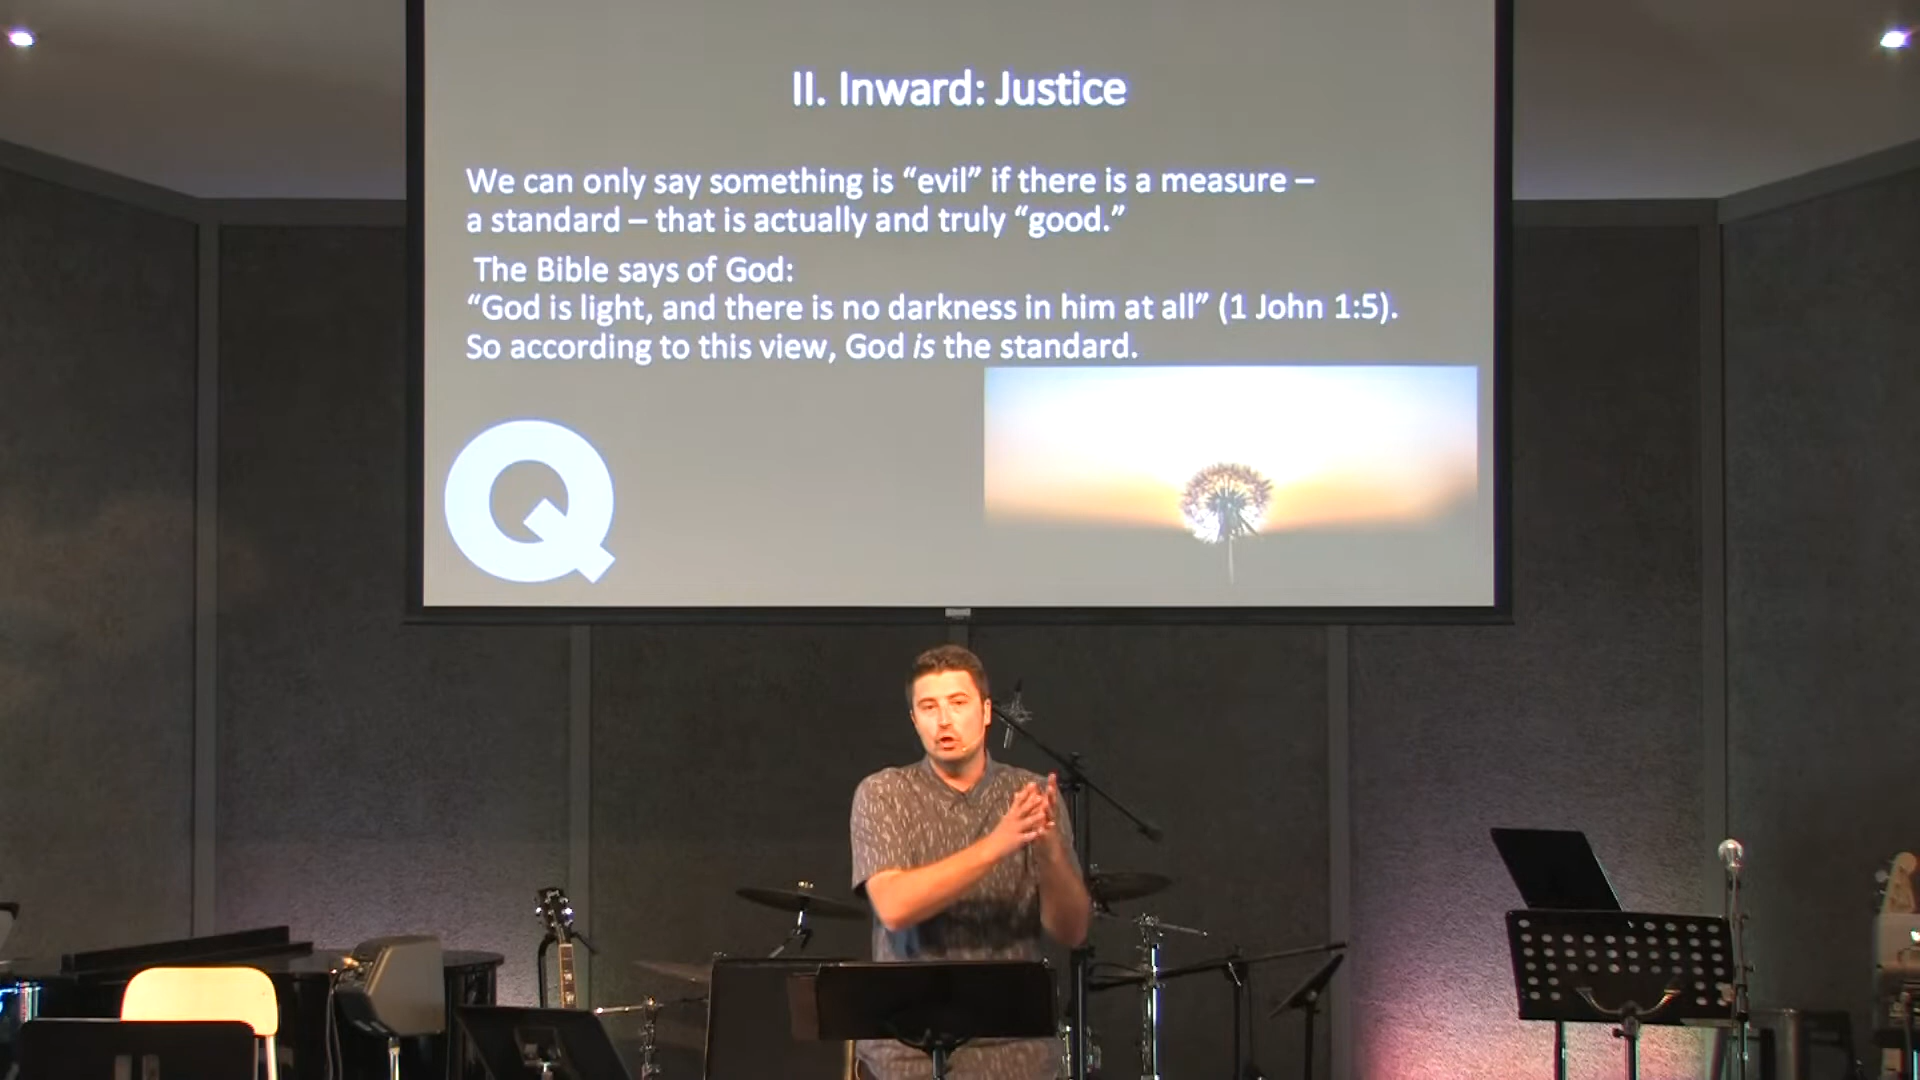 II. Inward: Justice
We can only say something is “evil” if there is a measure –
a standard – that is actually and truly “good.”
The Bible says of God:
“God is light, and there is no darkness in him at all” (1 John 1:5).
So according to this view, God is the standard.
Q